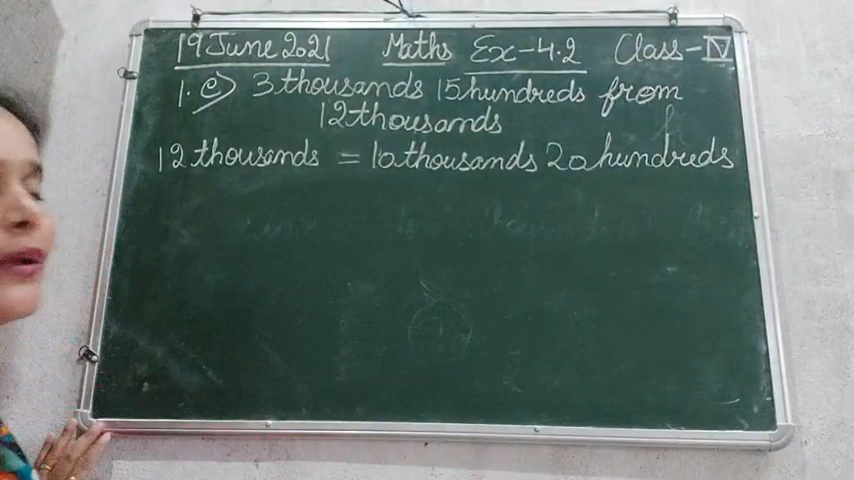 19 June 2021 Maths Ex-4.2 Class-IV
1. e) 3 thousands 15 hundreds from
12 thousands
12 thousands = 10 thousands 20 hundreds